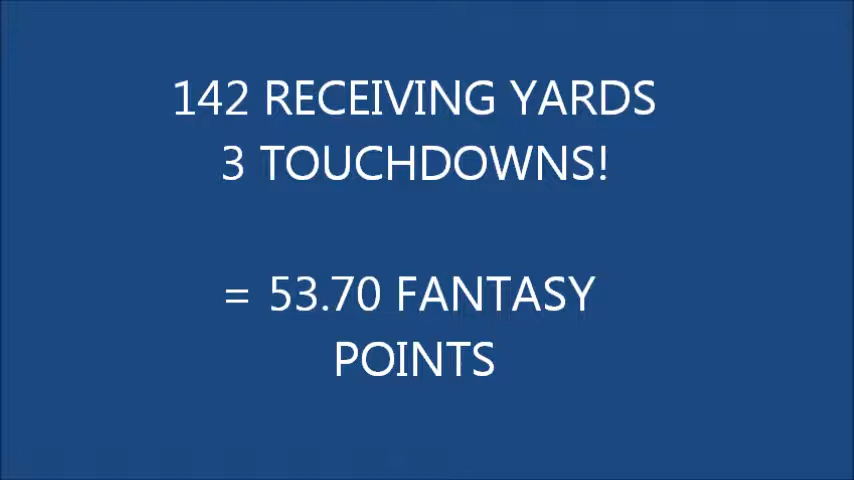 142 RECEIVING YARDS
3 TOUCHDOWNS!
= 53.70 FANTASY
POINTS